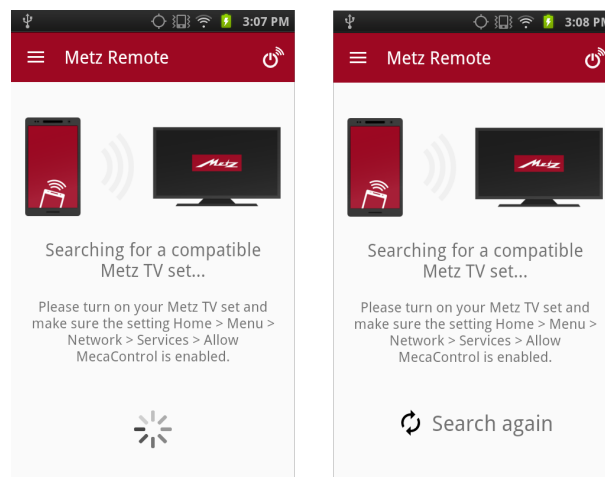 3:07 PM
Metz Remote
Metz
Searching for a compatible
Metz TV set...
Please turn on your Metz TV set and
make sure the setting Home > Menu >
Network > Services > Allow
MecaControl is enabled.
3:08 PM
Metz Remote
Metz
Searching for a compatible
Metz TV set...
Please turn on your Metz TV set and
make sure the setting Home > Menu >
Network > Services > Allow
MecaControl is enabled.
Search again